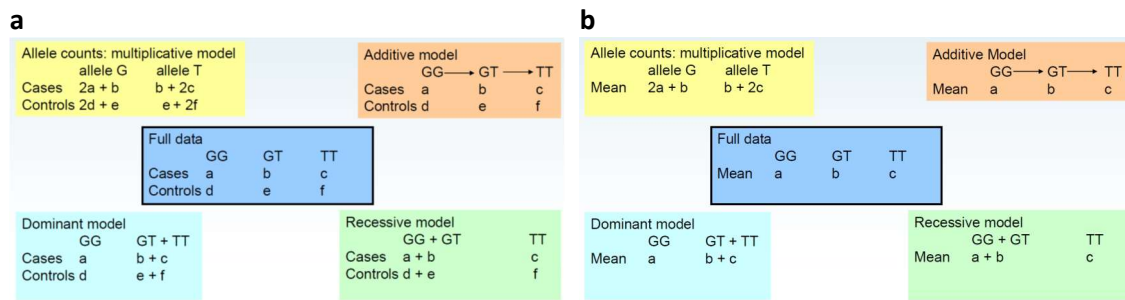 a
Allele counts: multiplicative model
allele G allele T
Cases 2a + b b + 2c
Controls 2d + e e + 2f
Additive model
GG → GT → TT
Cases a b c
Controls d e f
Full data
GG GT TT
Cases a b c
Controls d e f
Dominant model
GG GT + TT
Cases a b + c
Controls d e + f
Recessive model
GG + GT TT
Cases a + b c
Controls d + e f
b
Allele counts: multiplicative model
allele G allele T
Mean 2a + b b + 2c
Additive Model
GG → GT → TT
Mean a b c
Full data
GG GT TT
Mean a b c
Dominant model
GG GT + TT
Mean a b + c
Recessive model
GG + GT TT
Mean a + b c